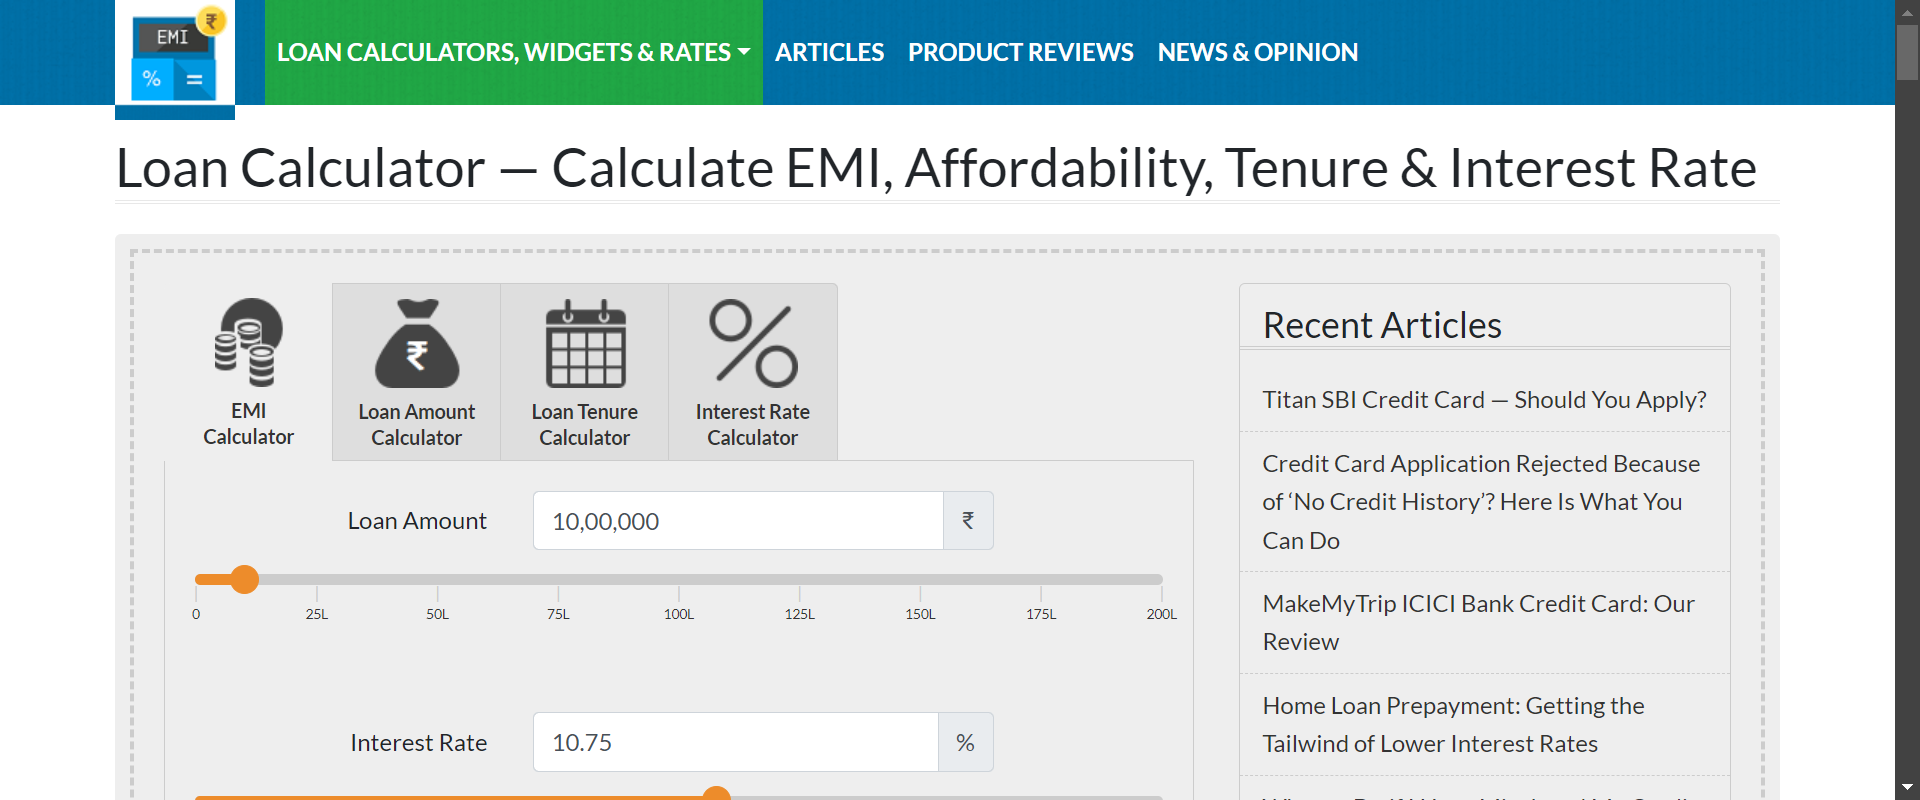 EMI
₹
%
=
LOAN CALCULATORS, WIDGETS & RATES
ARTICLES
PRODUCT REVIEWS
NEWS & OPINION
Loan Calculator — Calculate EMI, Affordability, Tenure & Interest Rate
EMI
Calculator
₹
Loan Amount
Calculator
Loan Tenure
Calculator
Interest Rate
Calculator
Loan Amount
10,00,000
₹
0
25L
50L
75L
100L
125L
150L
175L
200L
Interest Rate
10.75
%
Recent Articles
Titan SBI Credit Card — Should You Apply?
Credit Card Application Rejected Because
of ‘No Credit History’? Here Is What You
Can Do
MakeMyTrip ICICI Bank Credit Card: Our
Review
Home Loan Prepayment: Getting the
Tailwind of Lower Interest Rates